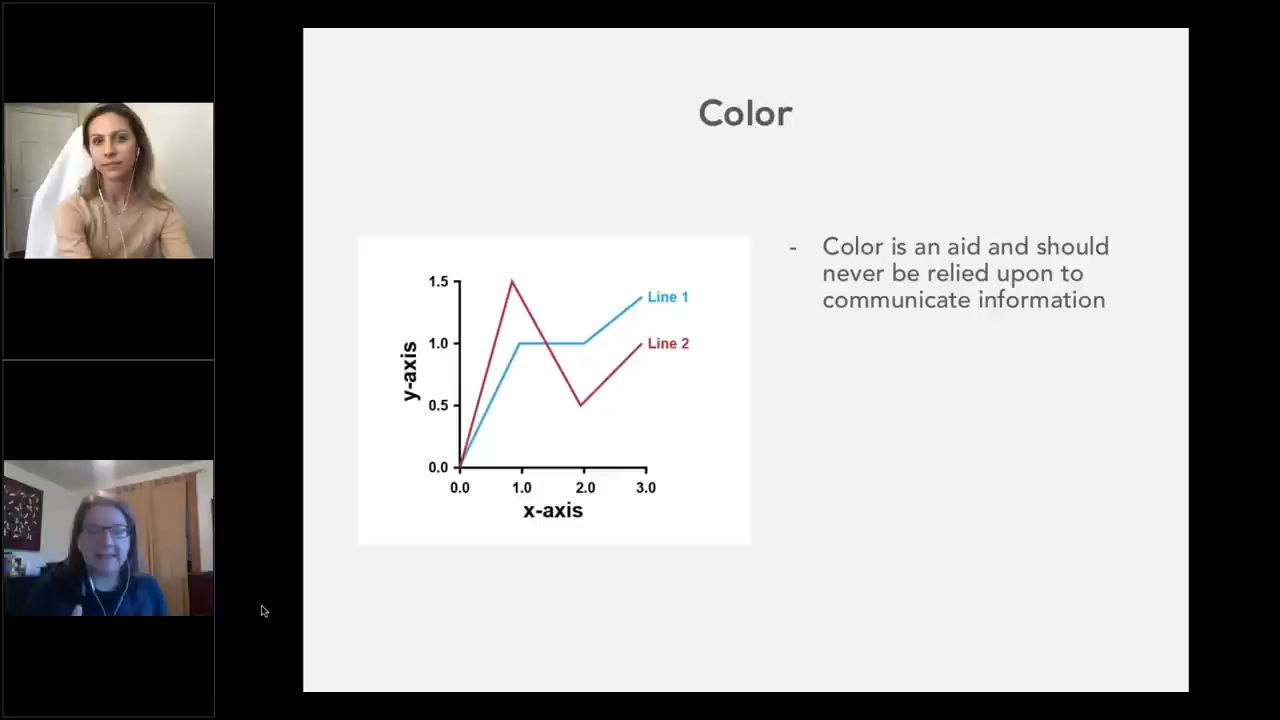 Color
- Color is an aid and should
never be relied upon to
communicate information
1.5
1.0
0.5
0.0
y-axis
0.0 1.0 2.0 3.0
x-axis
Line 1
Line 2